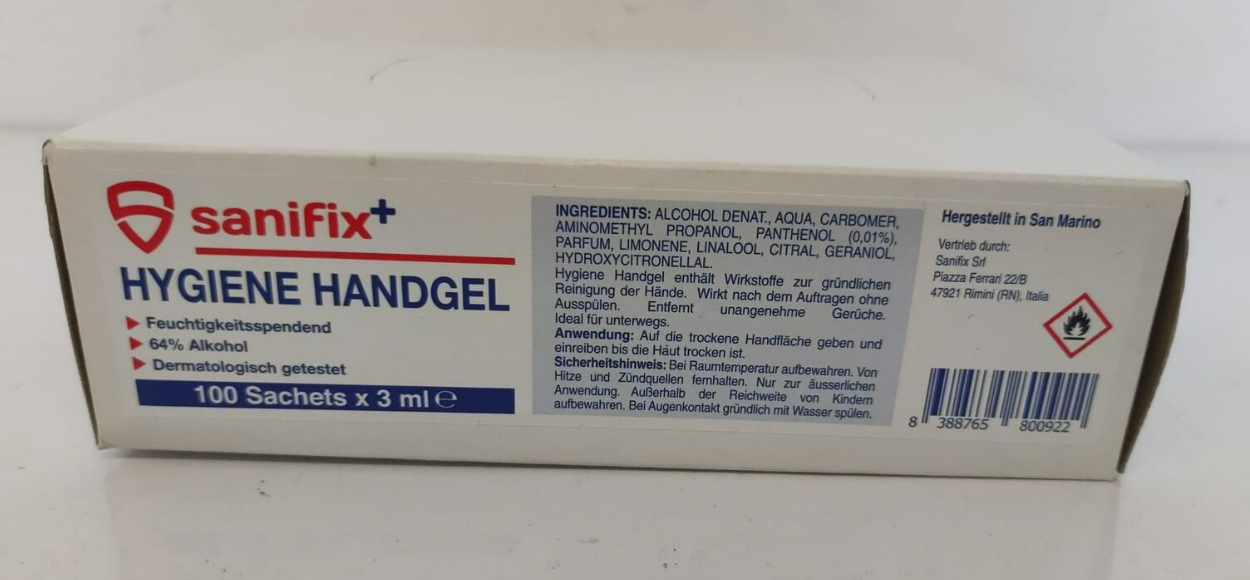 sanifix+
HYGIENE HANDGEL
Feuchtigkeitsspendend
64% Alkohol
Dermatologisch getestet
100 Sachets x 3 ml ℮
INGREDIENTS: ALCOHOL DENAT., AQUA, CARBOMER,
AMINOMETHYL PROPANOL, PANTHENOL (0,01%),
PARFUM, LIMONENE, LINALOOL, CITRAL, GERANIOL,
HYDROXYCITRONELLAL.
Hygiene Handgel enthält Wirkstoffe zur gründlichen
Reinigung der Hände. Wirkt nach dem Auftragen ohne
Ausspülen. Entfernt unangenehme Gerüche.
Ideal für unterwegs.
Anwendung: Auf die trockene Handfläche geben und
einreiben bis die Haut trocken ist.
Sicherheitshinweis: Bei Raumtemperatur aufbewahren. Von
Hitze und Zündquellen fernhalten. Nur zur äusserlichen
Anwendung. Außerhalb der Reichweite von Kindern
aufbewahren. Bei Augenkontakt gründlich mit Wasser spülen.
Hergestellt in San Marino
Vertrieb durch:
Sanifix Srl
Piazza Ferrari 22/B
47921 Rimini (RN), Italia
8 388765 800922